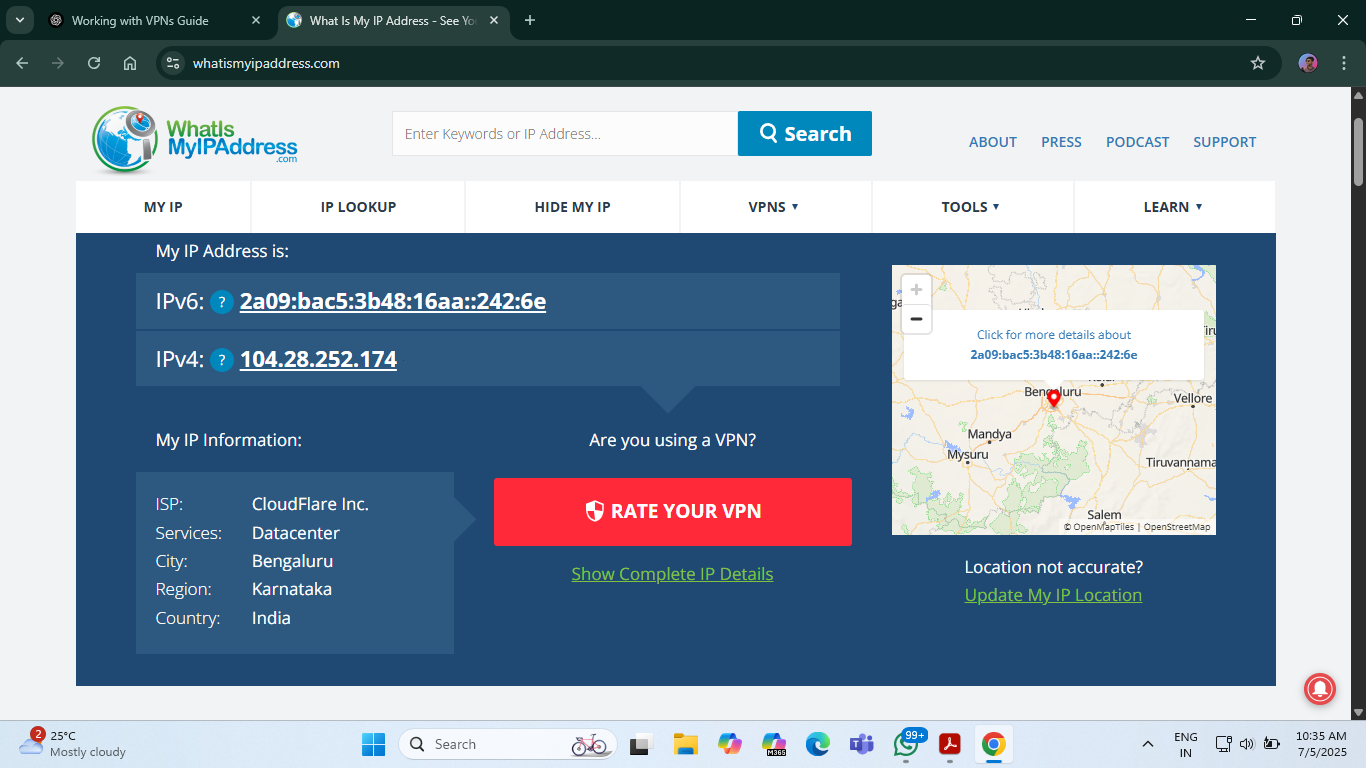 Working with VPNs Guide
What Is My IP Address - See Yo
whatismyipaddress.com
WhatIs
MyIPAddress
.com
Enter Keywords or IP Address...
Search
ABOUT
PRESS
PODCAST
SUPPORT
MY IP
IP LOOKUP
HIDE MY IP
VPNS
TOOLS
LEARN
My IP Address is:
IPv6: ? 2a09:bac5:3b48:16aa::242:6e
IPv4: ? 104.28.252.174
My IP Information:
ISP: CloudFlare Inc.
Services: Datacenter
City: Bengaluru
Region: Karnataka
Country: India
Are you using a VPN?
RATE YOUR VPN
Show Complete IP Details
+
−
Click for more details about
2a09:bac5:3b48:16aa::242:6e
Bengaluru
Vellore
Mandya
Mysuru
Tiruvannama
Salem
© OpenMapTiles | OpenStreetMap
Location not accurate?
Update My IP Location
2
25°C
Mostly cloudy
Search
M365
99+
ENG
IN
10:35 AM
7/5/2025